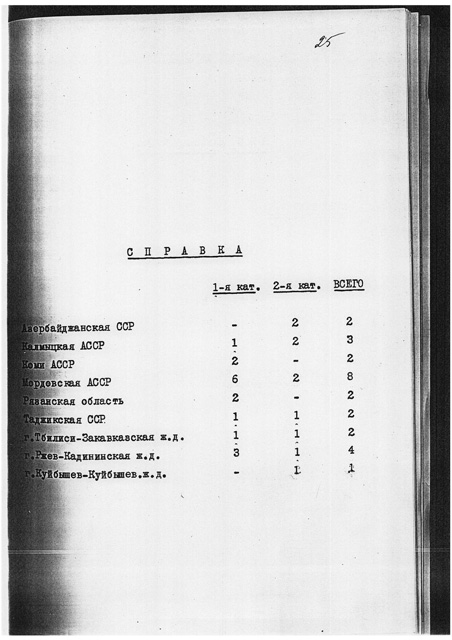 25
СПРАВКА
1-я кат. 2-я кат. ВСЕГО
Азербайджанская ССР - 2 2
Калмыцкая АССР 1 2 3
Коми АССР 2 - 2
Мордовская АССР 6 2 8
Рязанская область 2 - 2
Таджикская ССР 1 1 2
г.Тбилиси-Закавказская ж.д. 1 1 2
г.Ржев-Кадининская ж.д. 3 1 4
г.Куйбышев-Куйбышев.ж.д. - 1 1